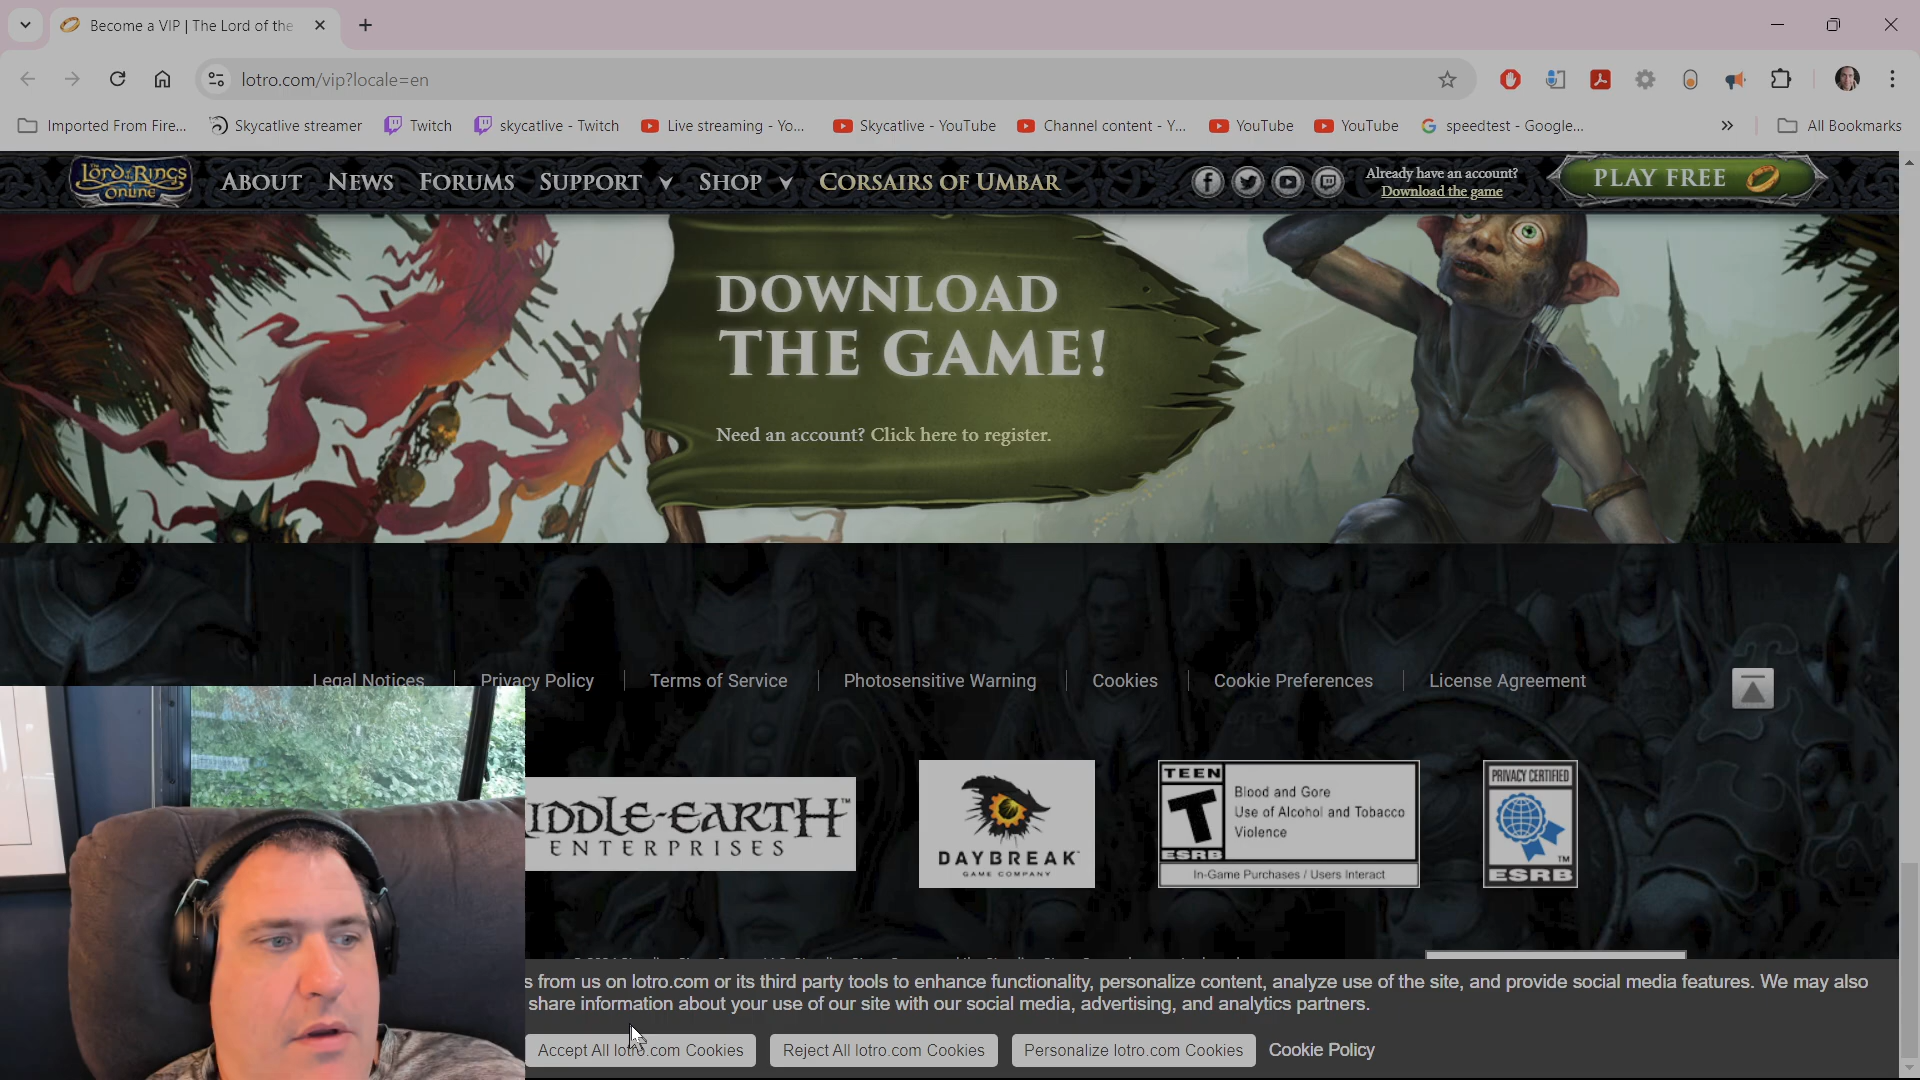 Become a VIP | The Lord of the
lotro.com/vip?locale=en
Imported From Fire...
Skycatlive streamer
Twitch
skycatlive - Twitch
Live streaming - Yo...
Skycatlive - YouTube
Channel content - Y...
YouTube
YouTube
speedtest - Google...
All Bookmarks
The Lord of the Rings Online
ABOUT
NEWS
FORUMS
SUPPORT
SHOP
CORSAIRS OF UMBAR
Already have an account?
Download the game
PLAY FREE
DOWNLOAD
THE GAME!
Need an account? Click here to register.
Legal Notices
Privacy Policy
Terms of Service
Photosensitive Warning
Cookies
Cookie Preferences
License Agreement
IDDLE-EARTH™
ENTERPRISES
DAYBREAK
GAME COMPANY
TEEN
T
ESRB
Blood and Gore
Use of Alcohol and Tobacco
Violence
In-Game Purchases / Users Interact
PRIVACY CERTIFIED
TM
ESRB
s from us on lotro.com or its third party tools to enhance functionality, personalize content, analyze use of the site, and provide social media features. We may also
share information about your use of our site with our social media, advertising, and analytics partners.
Accept All lotro.com Cookies
Reject All lotro.com Cookies
Personalize lotro.com Cookies
Cookie Policy